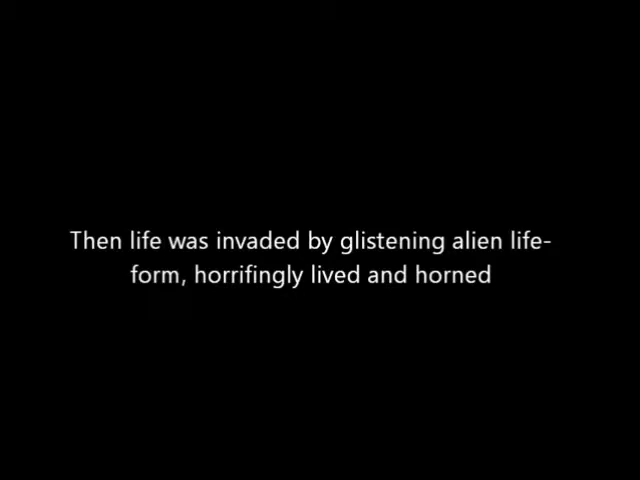 Then life was invaded by glistening alien life-
form, horrifingly lived and horned